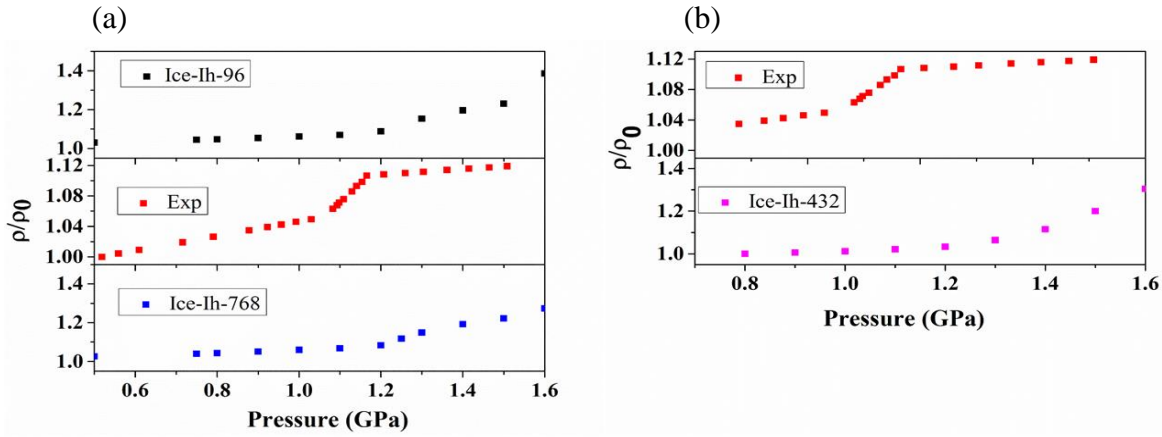 (a)
(b)
Ice-Ih-96
1.4
1.2
1.0
Exp
1.12
1.08
1.04
1.00
ρ/ρ0
Ice-Ih-768
1.4
1.2
1.0
0.6 0.8 1.0 1.2 1.4 1.6
Pressure (GPa)
Exp
1.12
1.08
1.04
1.00
ρ/ρ0
Ice-Ih-432
1.4
1.2
1.0
0.8 1.0 1.2 1.4 1.6
Pressure (GPa)